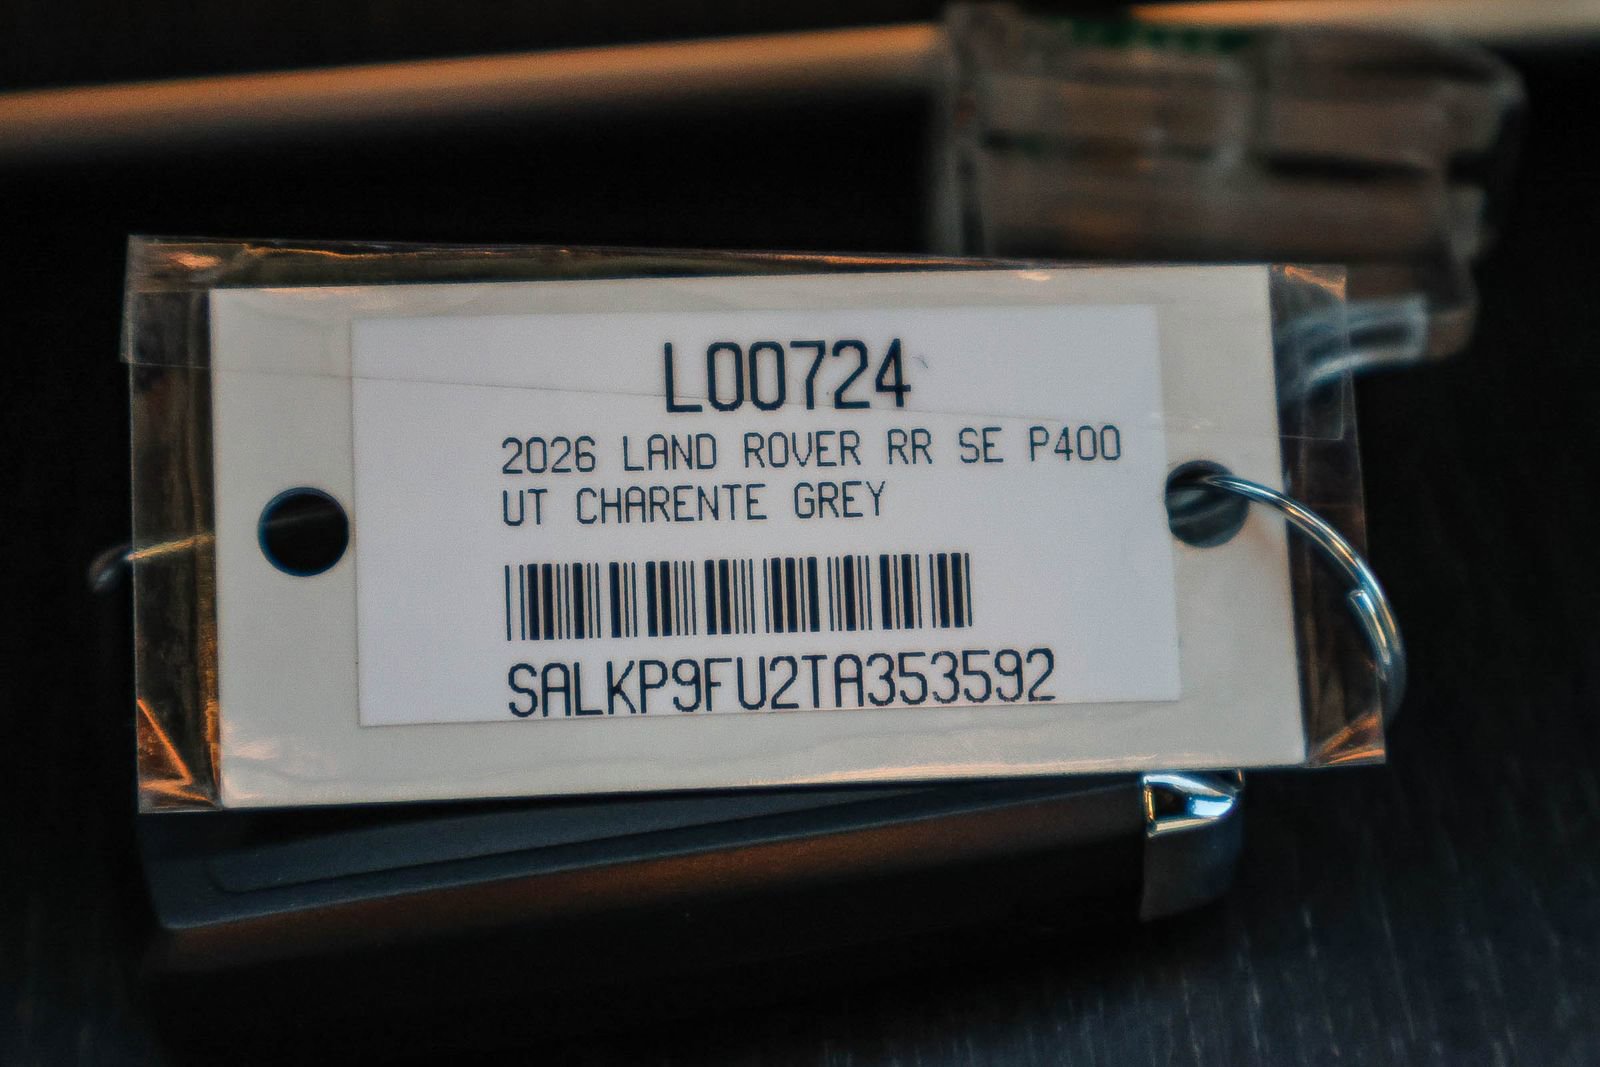 L00724
2026 LAND ROVER RR SE P400
UT CHARENTE GREY
SALKP9FU2TA353592